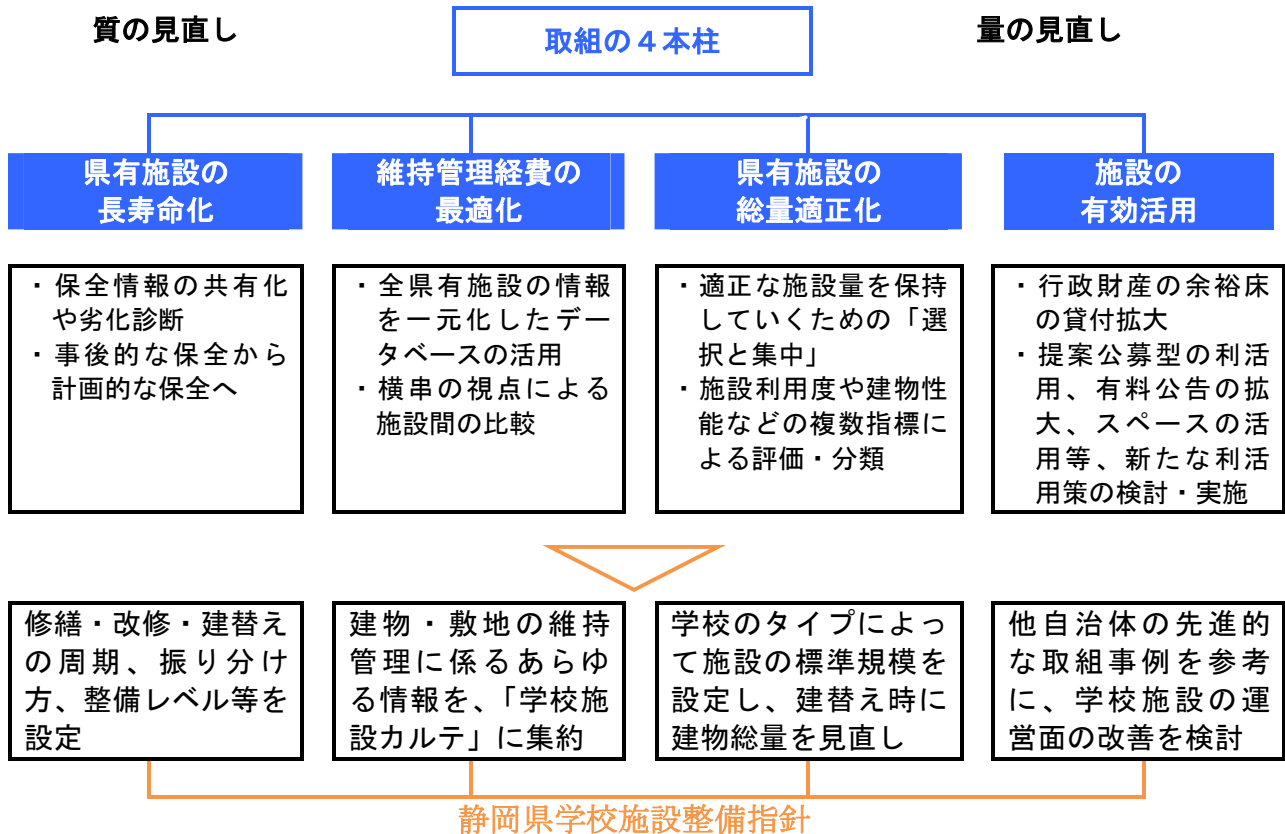 質の見直し
取組の４本柱
量の見直し
県有施設の
長寿命化
維持管理経費の
最適化
県有施設の
総量適正化
施設の
有効活用
・保全情報の共有化
や劣化診断
・事後的な保全から
計画的な保全へ
・全県有施設の情報
を一元化したデー
タベースの活用
・横串の視点による
施設間の比較
・適正な施設量を保持
していくための「選
択と集中」
・施設利用度や建物性
能などの複数指標に
よる評価・分類
・行政財産の余裕床
の貸付拡大
・提案公募型の利活
用、有料公告の拡
大、スペースの活
用等、新たな利活
用策の検討・実施
修繕・改修・建替え
の周期、振り分け
方、整備レベル等を
設定
建物・敷地の維持
管理に係るあらゆ
る情報を、「学校施
設カルテ」に集約
学校のタイプによっ
て施設の標準規模を
設定し、建替え時に
建物総量を見直し
他自治体の先進的
な取組事例を参考
に、学校施設の運
営面の改善を検討
静岡県学校施設整備指針